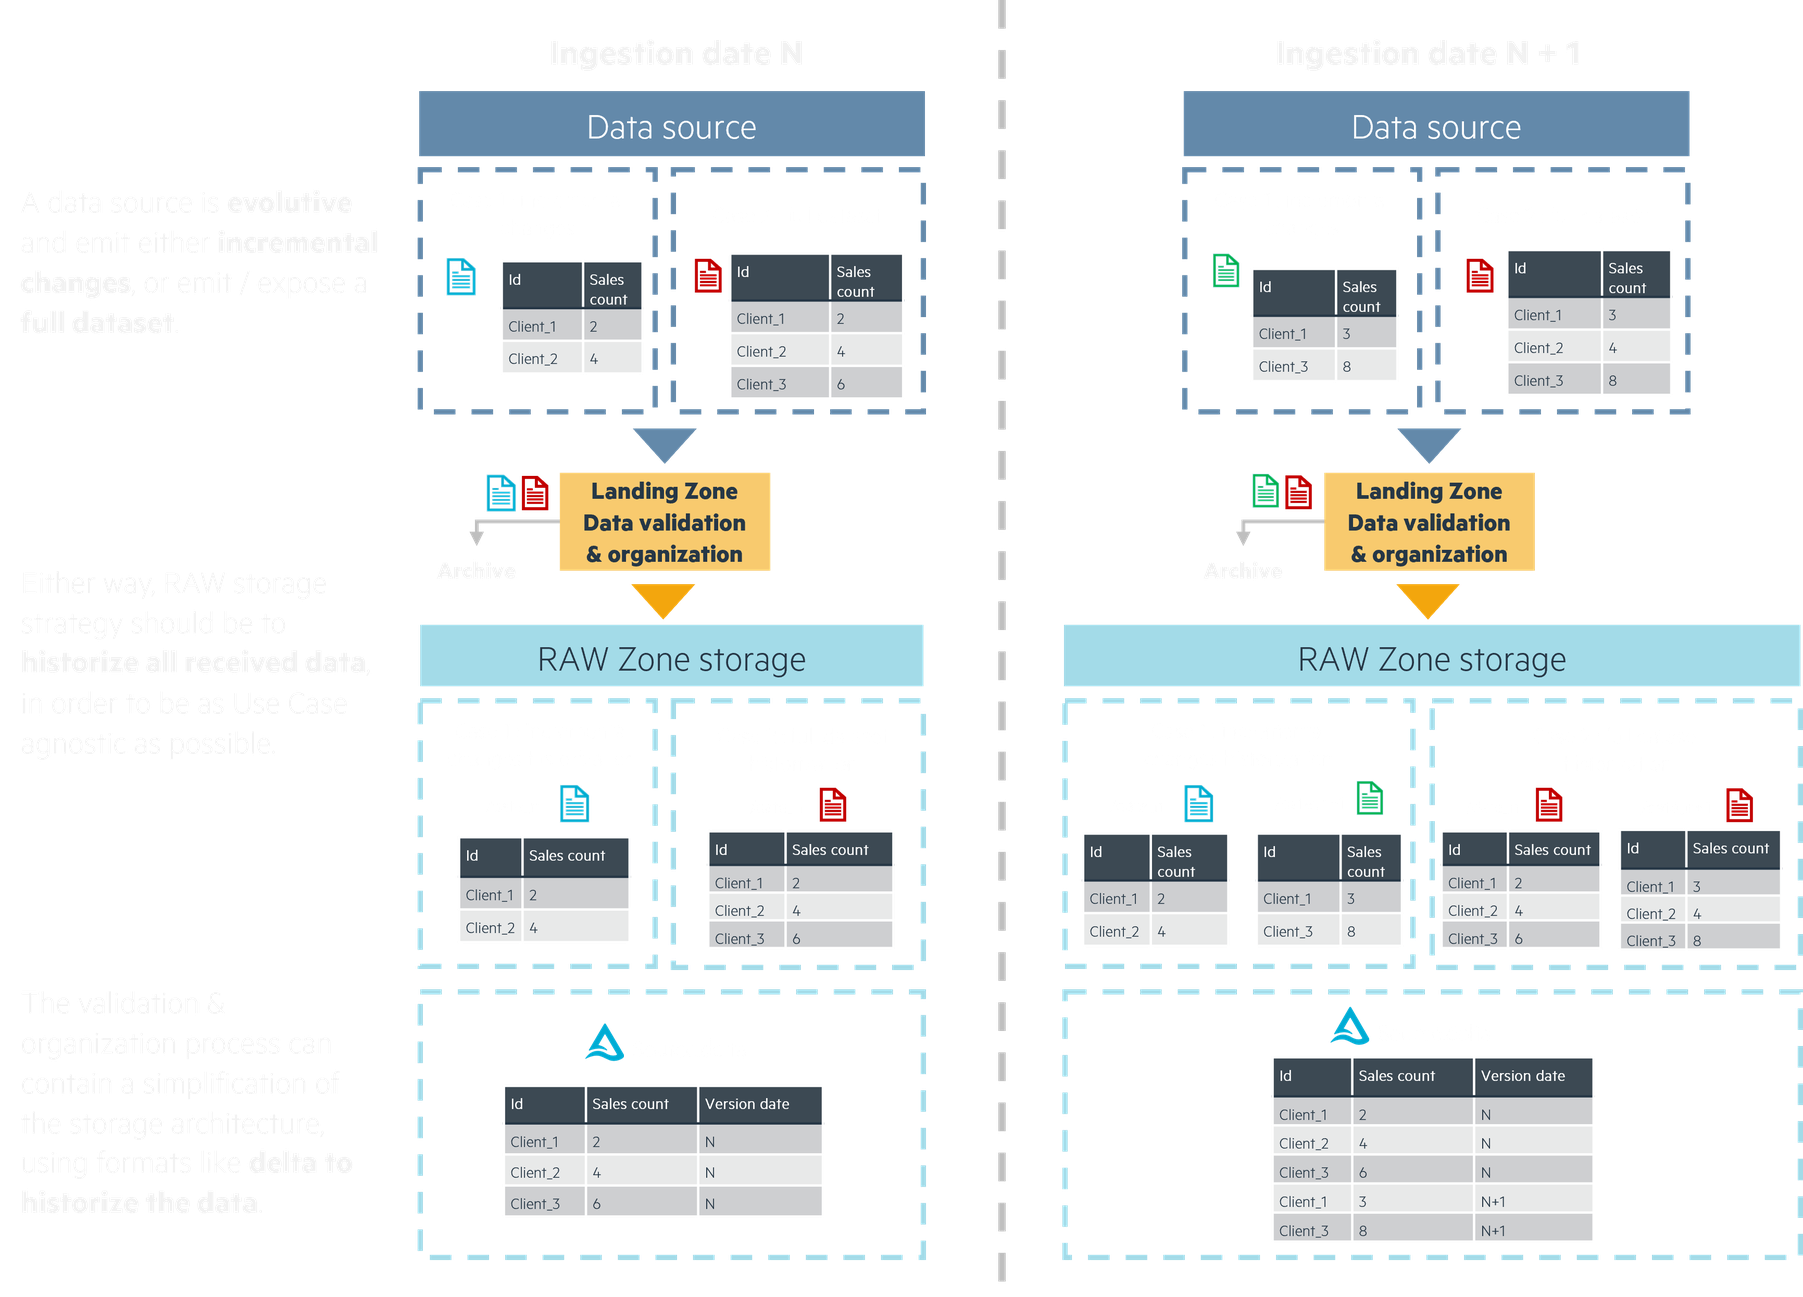 Ingestion date N
Ingestion date N + 1
Data source
Data source
A data source is evolutive
and emit either incremental
changes, or emit / expose a
full dataset.
Id Sales count
Client_1 2
Client_2 4
Id Sales count
Client_1 2
Client_2 4
Client_3 6
Id Sales count
Client_1 3
Client_3 8
Id Sales count
Client_1 3
Client_2 4
Client_3 8
Landing Zone
Data validation
& organization
Archive
Landing Zone
Data validation
& organization
Archive
Either way, RAW storage
strategy should be to
historize all received data,
in order to be as Use Case
agnostic as possible.
RAW Zone storage
RAW Zone storage
Id Sales count
Client_1 2
Client_2 4
Id Sales count
Client_1 2
Client_2 4
Client_3 6
Id Sales count
Client_1 2
Client_2 4
Id Sales count
Client_1 3
Client_3 8
Id Sales count
Client_1 2
Client_2 4
Client_3 6
Id Sales count
Client_1 3
Client_2 4
Client_3 8
The validation &
organization process can
contain a simplification of
the storage architecture,
using formats like delta to
historize the data.
Id Sales count Version date
Client_1 2 N
Client_2 4 N
Client_3 6 N
Id Sales count Version date
Client_1 2 N
Client_2 4 N
Client_3 6 N
Client_1 3 N+1
Client_3 8 N+1